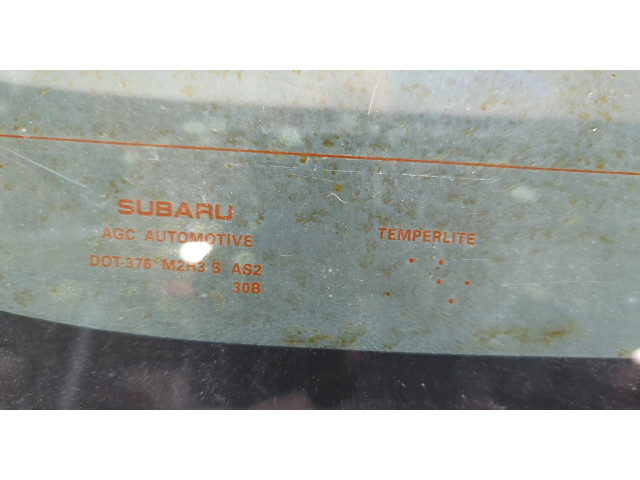 SUBARU
AGC AUTOMOTIVE
TEMPERLITE
DOT-376 M2H3 S AS2
30B